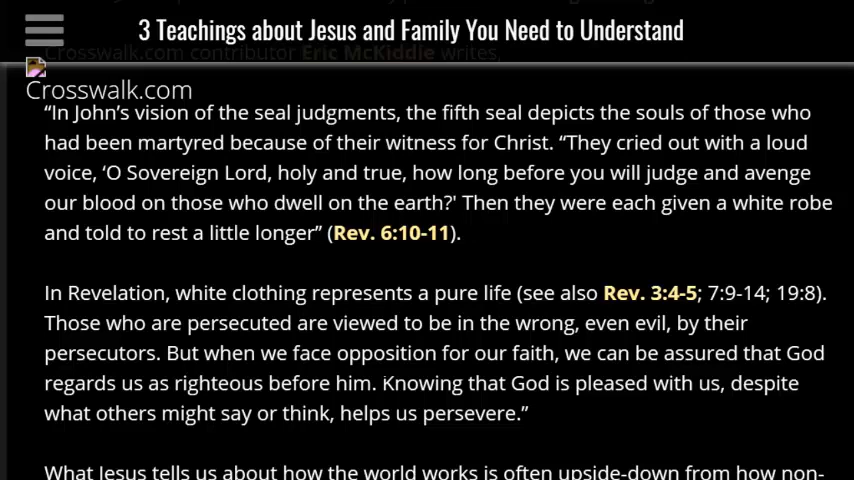 3 Teachings about Jesus and Family You Need to Understand
Crosswalk.com contributor Eric McKiddie writes,
Crosswalk.com
“In John’s vision of the seal judgments, the fifth seal depicts the souls of those who
had been martyred because of their witness for Christ. “They cried out with a loud
voice, ‘O Sovereign Lord, holy and true, how long before you will judge and avenge
our blood on those who dwell on the earth?' Then they were each given a white robe
and told to rest a little longer” (Rev. 6:10-11).
In Revelation, white clothing represents a pure life (see also Rev. 3:4-5; 7:9-14; 19:8).
Those who are persecuted are viewed to be in the wrong, even evil, by their
persecutors. But when we face opposition for our faith, we can be assured that God
regards us as righteous before him. Knowing that God is pleased with us, despite
what others might say or think, helps us persevere.”
What Jesus tells us about how the world works is often upside-down from how non-